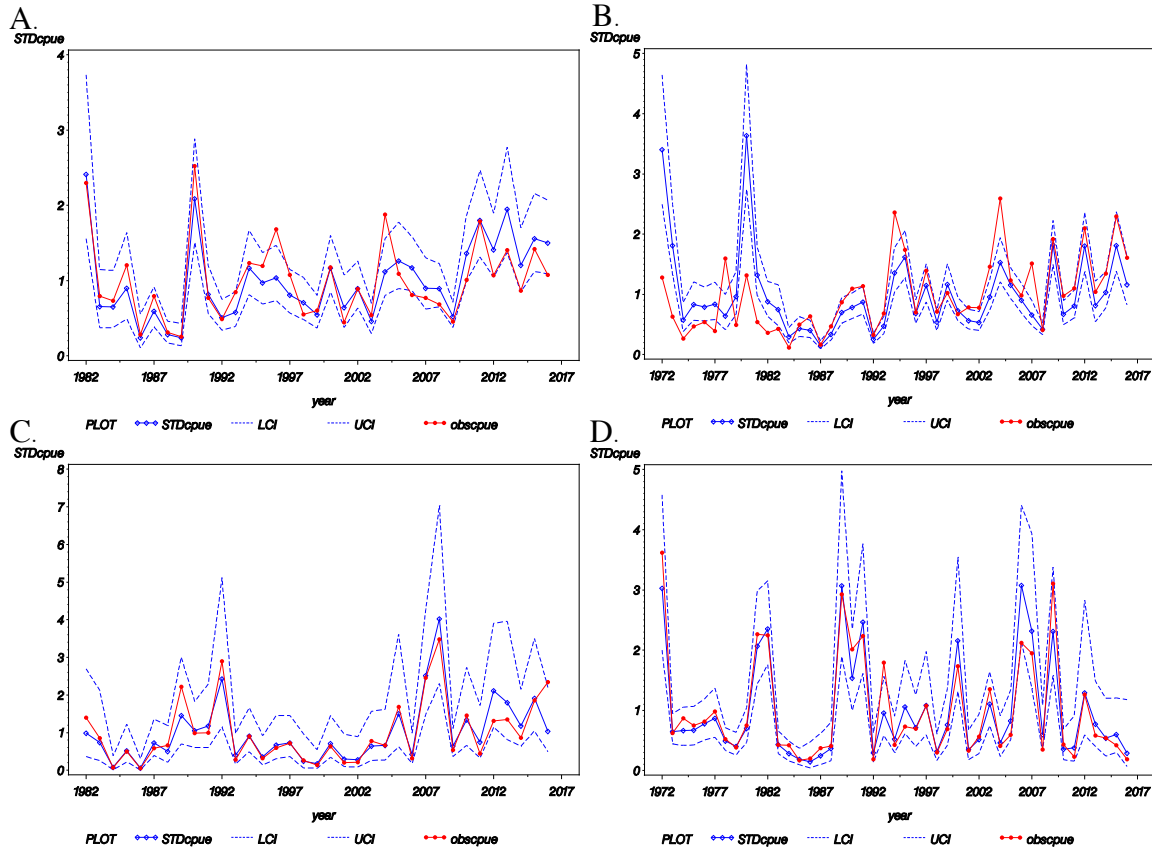 A. B.
STDcpue STDcpue
4 5
3 4
2 3
1 2
0 1
0
1982 1987 1992 1997 2002 2007 2012 2017 1972 1977 1982 1987 1992 1997 2002 2007 2012 2017
year year
PLOT STDcpue LCI UCI obscpue PLOT STDcpue LCI UCI obscpue
C. D.
STDcpue STDcpue
8 5
7 4
6 3
5 2
4 1
3 0
2
1
0
1982 1987 1992 1997 2002 2007 2012 2017 1972 1977 1982 1987 1992 1997 2002 2007 2012 2017
year year
PLOT STDcpue LCI UCI obscpue PLOT STDcpue LCI UCI obscpue